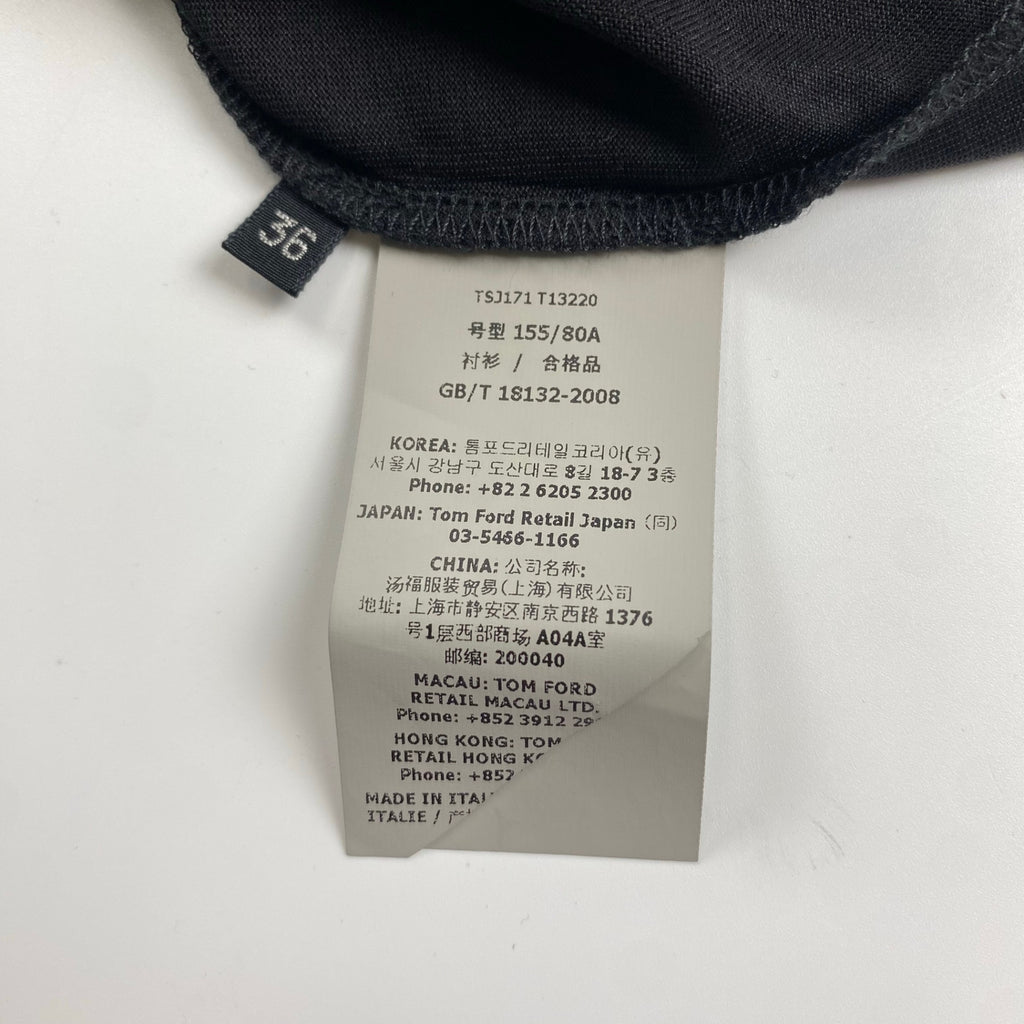 36
TSJ171 T13220
号型 155/80A
衬衫 / 合格品
GB/T 18132-2008
KOREA: 톰포드리테일코리아(유)
서울시 강남구 도산대로 8길 18-7 3층
Phone: +82 2 6205 2300
JAPAN: Tom Ford Retail Japan (同)
03-5466-1166
CHINA: 公司名称:
汤福服装贸易(上海)有限公司
地址: 上海市静安区南京西路 1376
号1层西部商场 A04A室
邮编: 200040
MACAU: TOM FORD
RETAIL MACAU LTD.
Phone: +852 3912
HONG KONG: TOM
RETAIL HONG
Phone: +852
MADE IN
ITALIE /